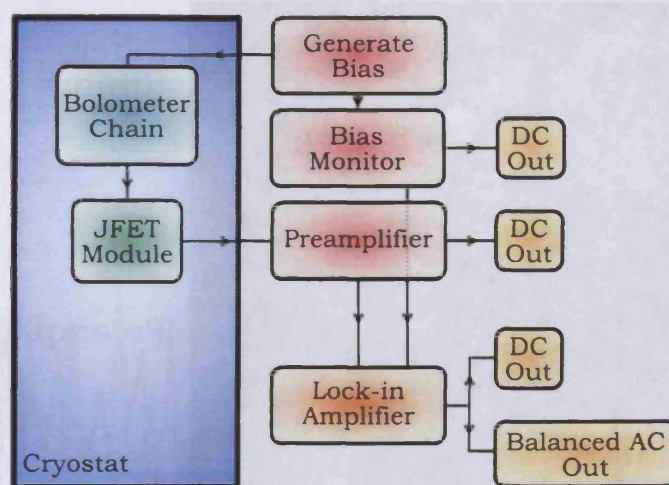 Generate
Bias
Bolometer
Chain
Bias
Monitor
DC
Out
JFET
Module
Preamplifier
DC
Out
Lock-in
Amplifier
DC
Out
Balanced AC
Out
Cryostat